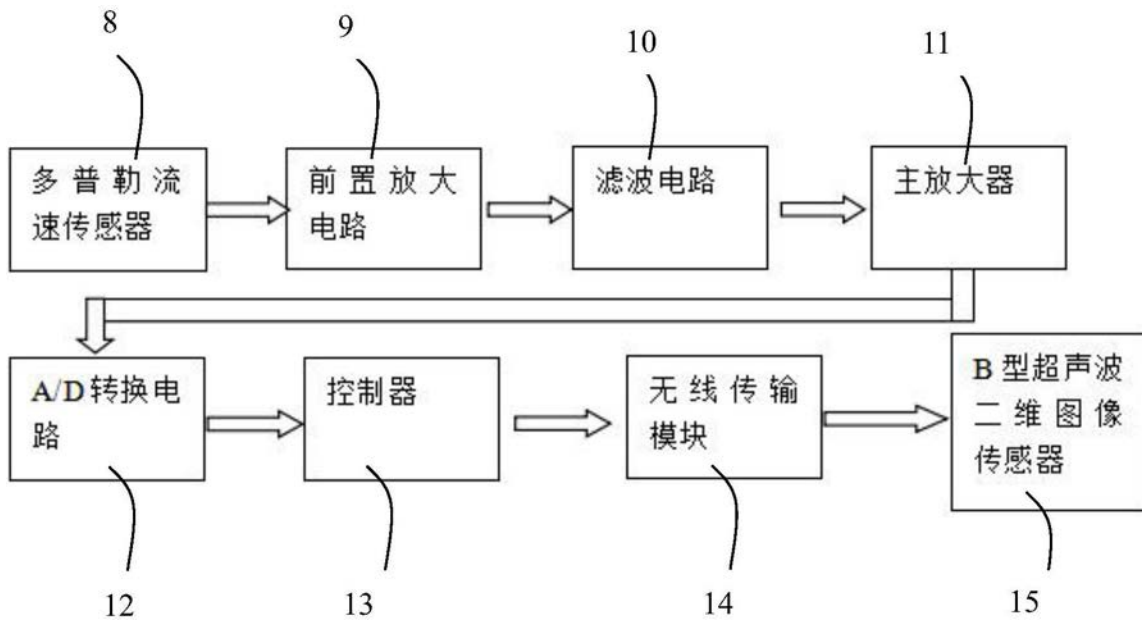 8
9
10
11
多普勒流
速传感器
前置放大
电路
滤波电路
主放大器
A/D转换电
路
控制器
无线传输
模块
B型超声波
二维图像
传感器
12
13
14
15